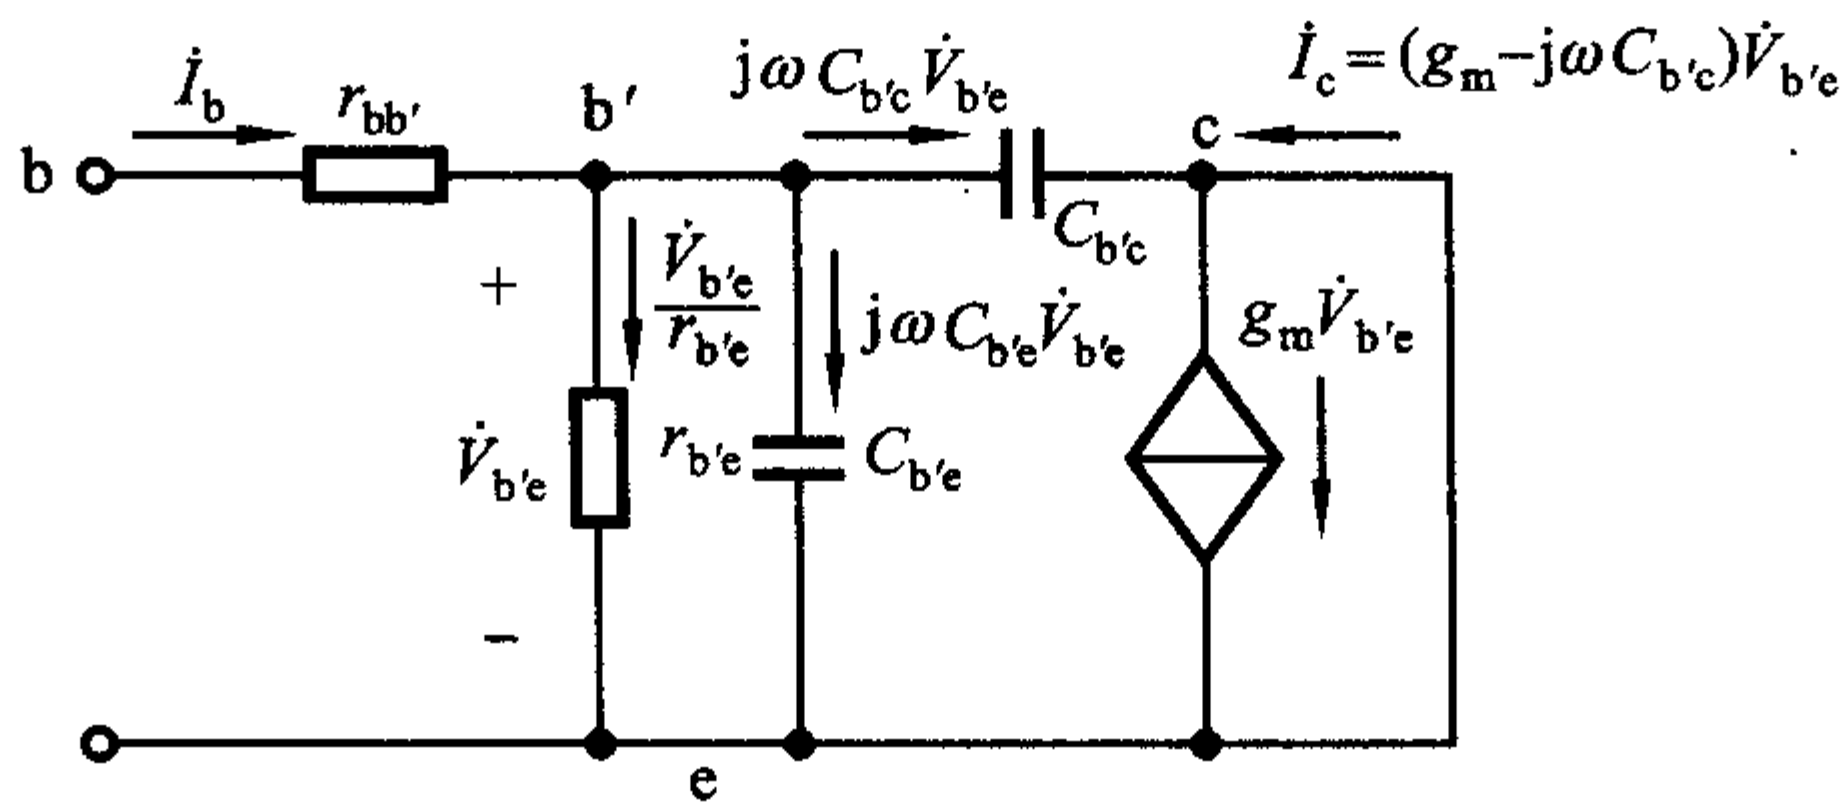 İ_b
r_bb′
b′
jωC_b′c V̇_b′e
c
İ_c=(g_m−jωC_b′c)V̇_b′e
b
C_b′c
+
V̇_b′e
r_b′e
jωC_b′e V̇_b′e
g_m V̇_b′e
V̇_b′e
r_b′e
C_b′e
−
e